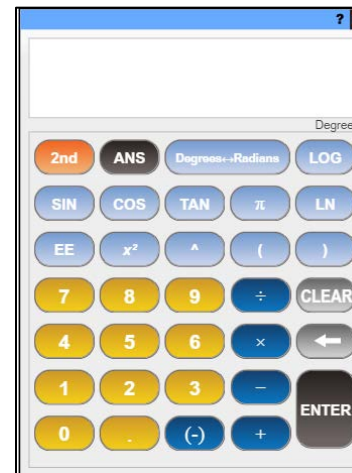 ?
Degree
2nd ANS Degrees↔Radians LOG
SIN COS TAN π LN
EE x² ^ ( )
7 8 9 ÷ CLEAR
4 5 6 ×
1 2 3 −
ENTER
0 . (-) +